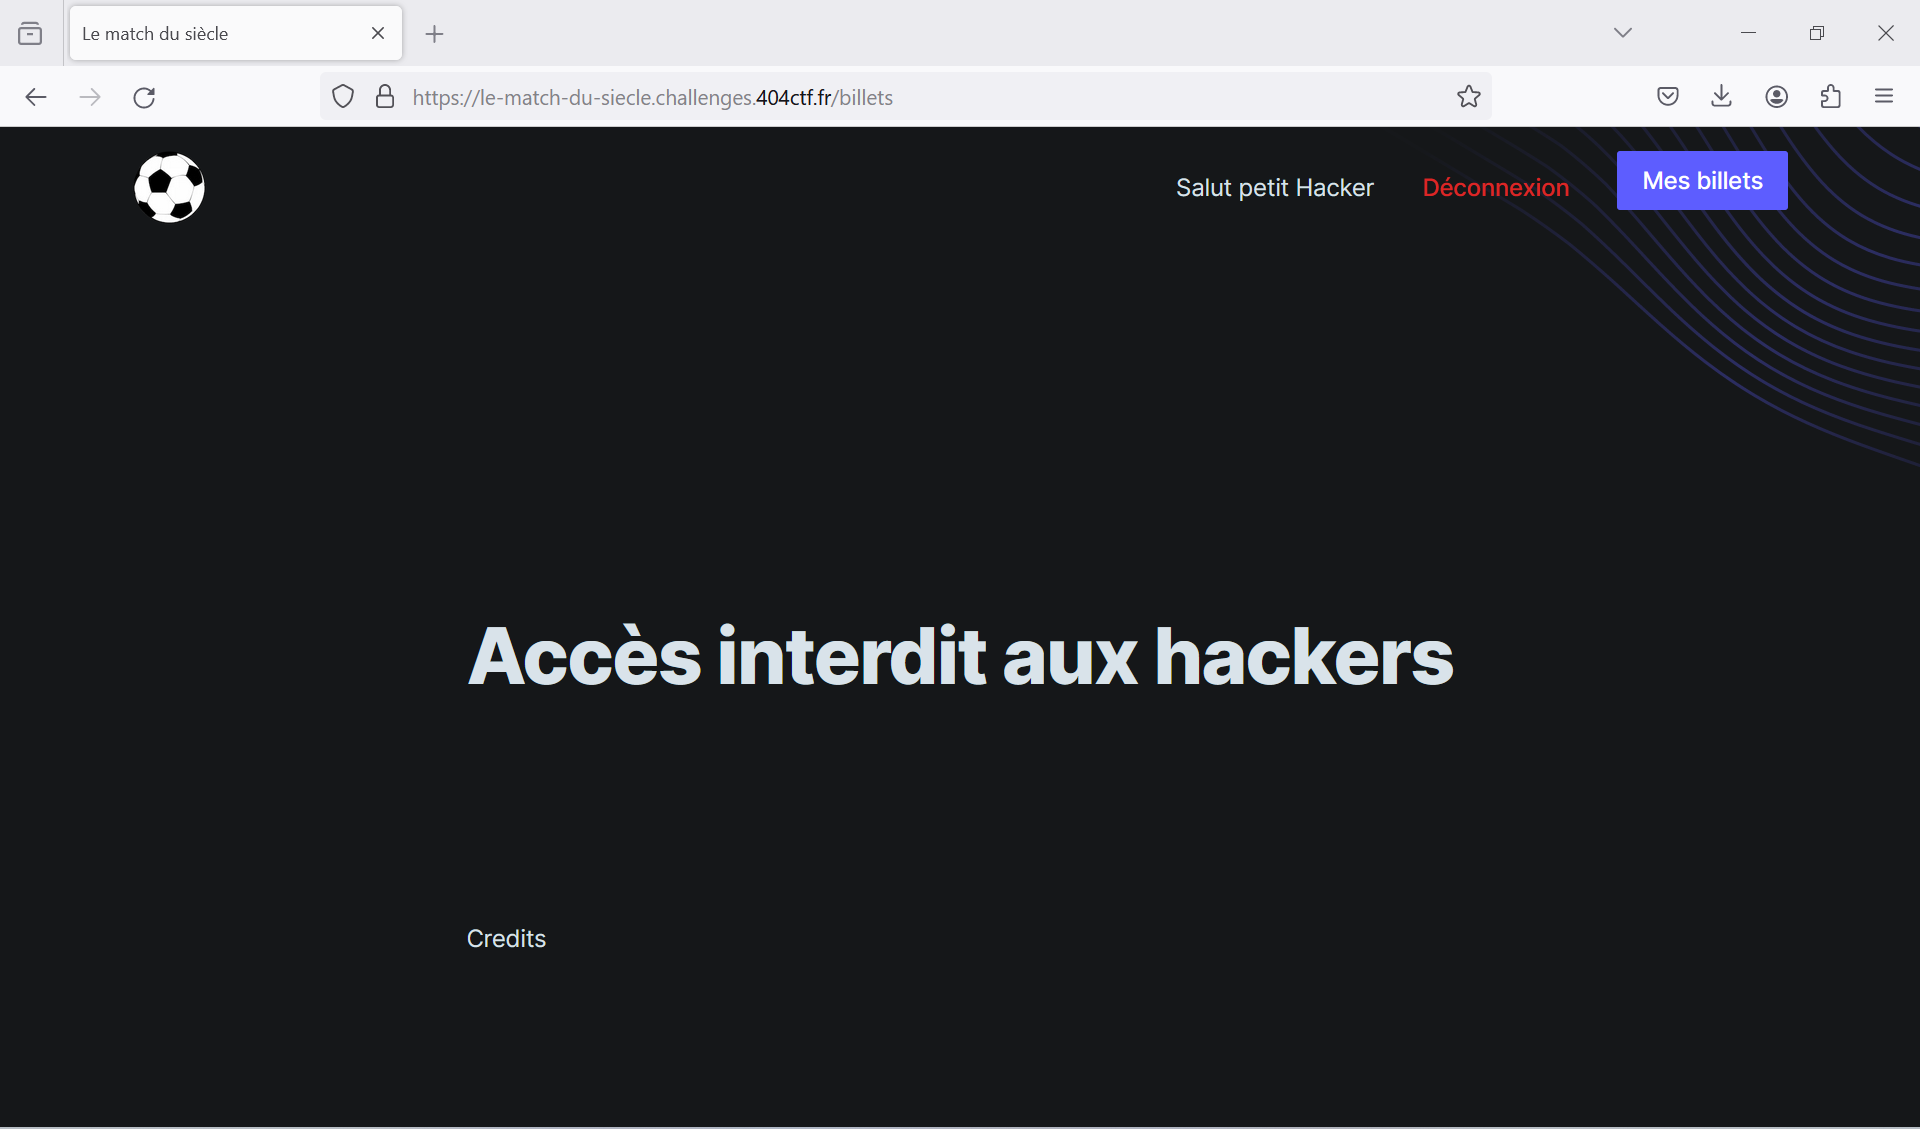 Le match du siècle
https://le-match-du-siecle.challenges.404ctf.fr/billets
Salut petit Hacker
Déconnexion
Mes billets
Accès interdit aux hackers
Credits